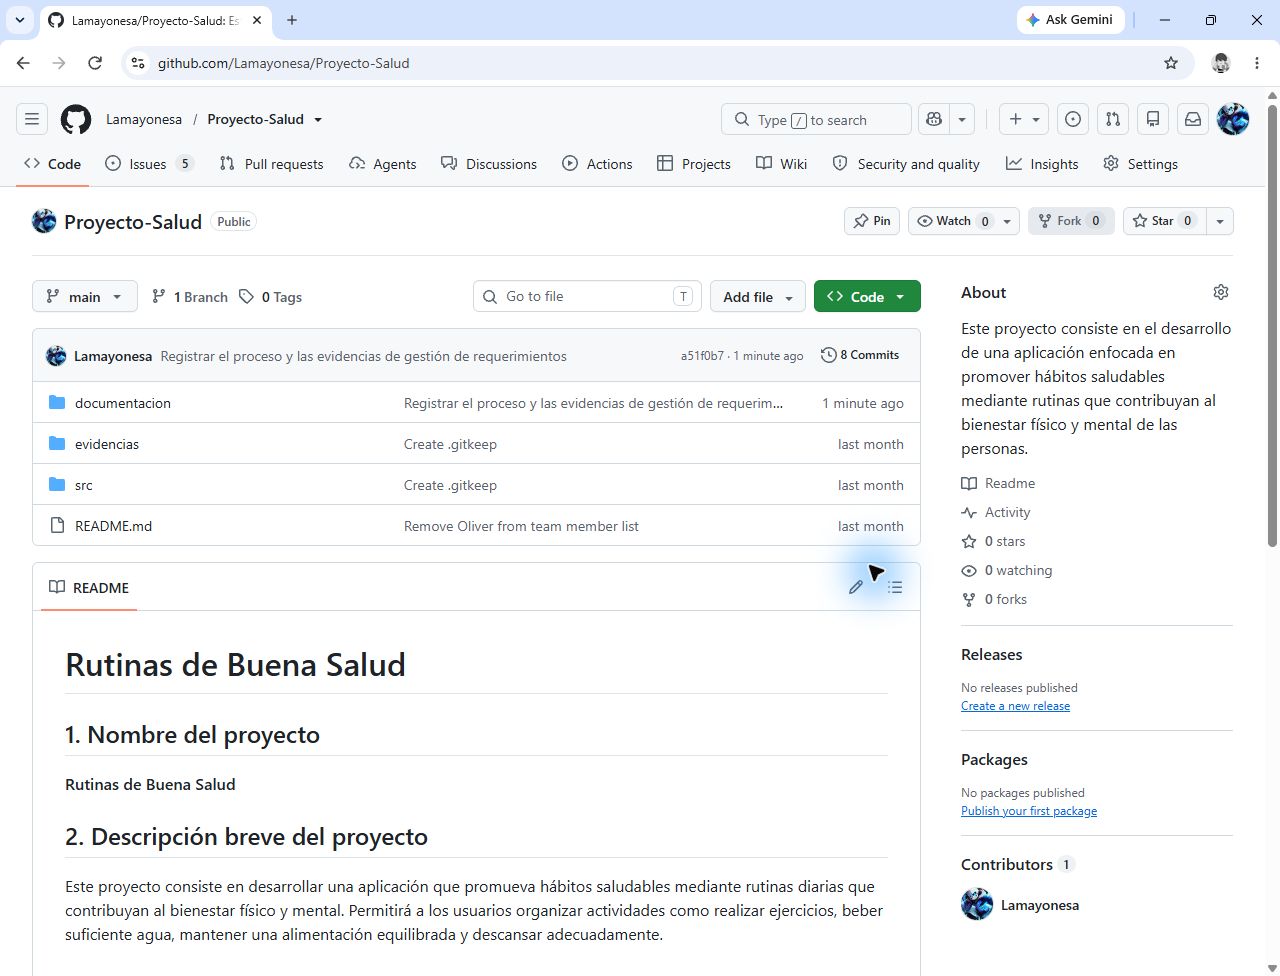 Lamayonesa/Proyecto-Salud: Es
Ask Gemini
github.com/Lamayonesa/Proyecto-Salud
Lamayonesa / Proyecto-Salud
Type / to search
Code
Issues 5
Pull requests
Agents
Discussions
Actions
Projects
Wiki
Security and quality
Insights
Settings
Proyecto-Salud Public
Pin
Watch 0
Fork 0
Star 0
main
1 Branch
0 Tags
Go to file T
Add file
Code
Lamayonesa Registrar el proceso y las evidencias de gestión de requerimientos a51f0b7 · 1 minute ago 8 Commits
documentacion Registrar el proceso y las evidencias de gestión de requerim... 1 minute ago
evidencias Create .gitkeep last month
src Create .gitkeep last month
README.md Remove Oliver from team member list last month
README
Rutinas de Buena Salud
1. Nombre del proyecto
Rutinas de Buena Salud
2. Descripción breve del proyecto
Este proyecto consiste en desarrollar una aplicación que promueva hábitos saludables mediante rutinas diarias que
contribuyan al bienestar físico y mental. Permitirá a los usuarios organizar actividades como realizar ejercicios, beber
suficiente agua, mantener una alimentación equilibrada y descansar adecuadamente.
About
Este proyecto consiste en el desarrollo
de una aplicación enfocada en
promover hábitos saludables
mediante rutinas que contribuyan al
bienestar físico y mental de las
personas.
Readme
Activity
0 stars
0 watching
0 forks
Releases
No releases published
Create a new release
Packages
No packages published
Publish your first package
Contributors 1
Lamayonesa